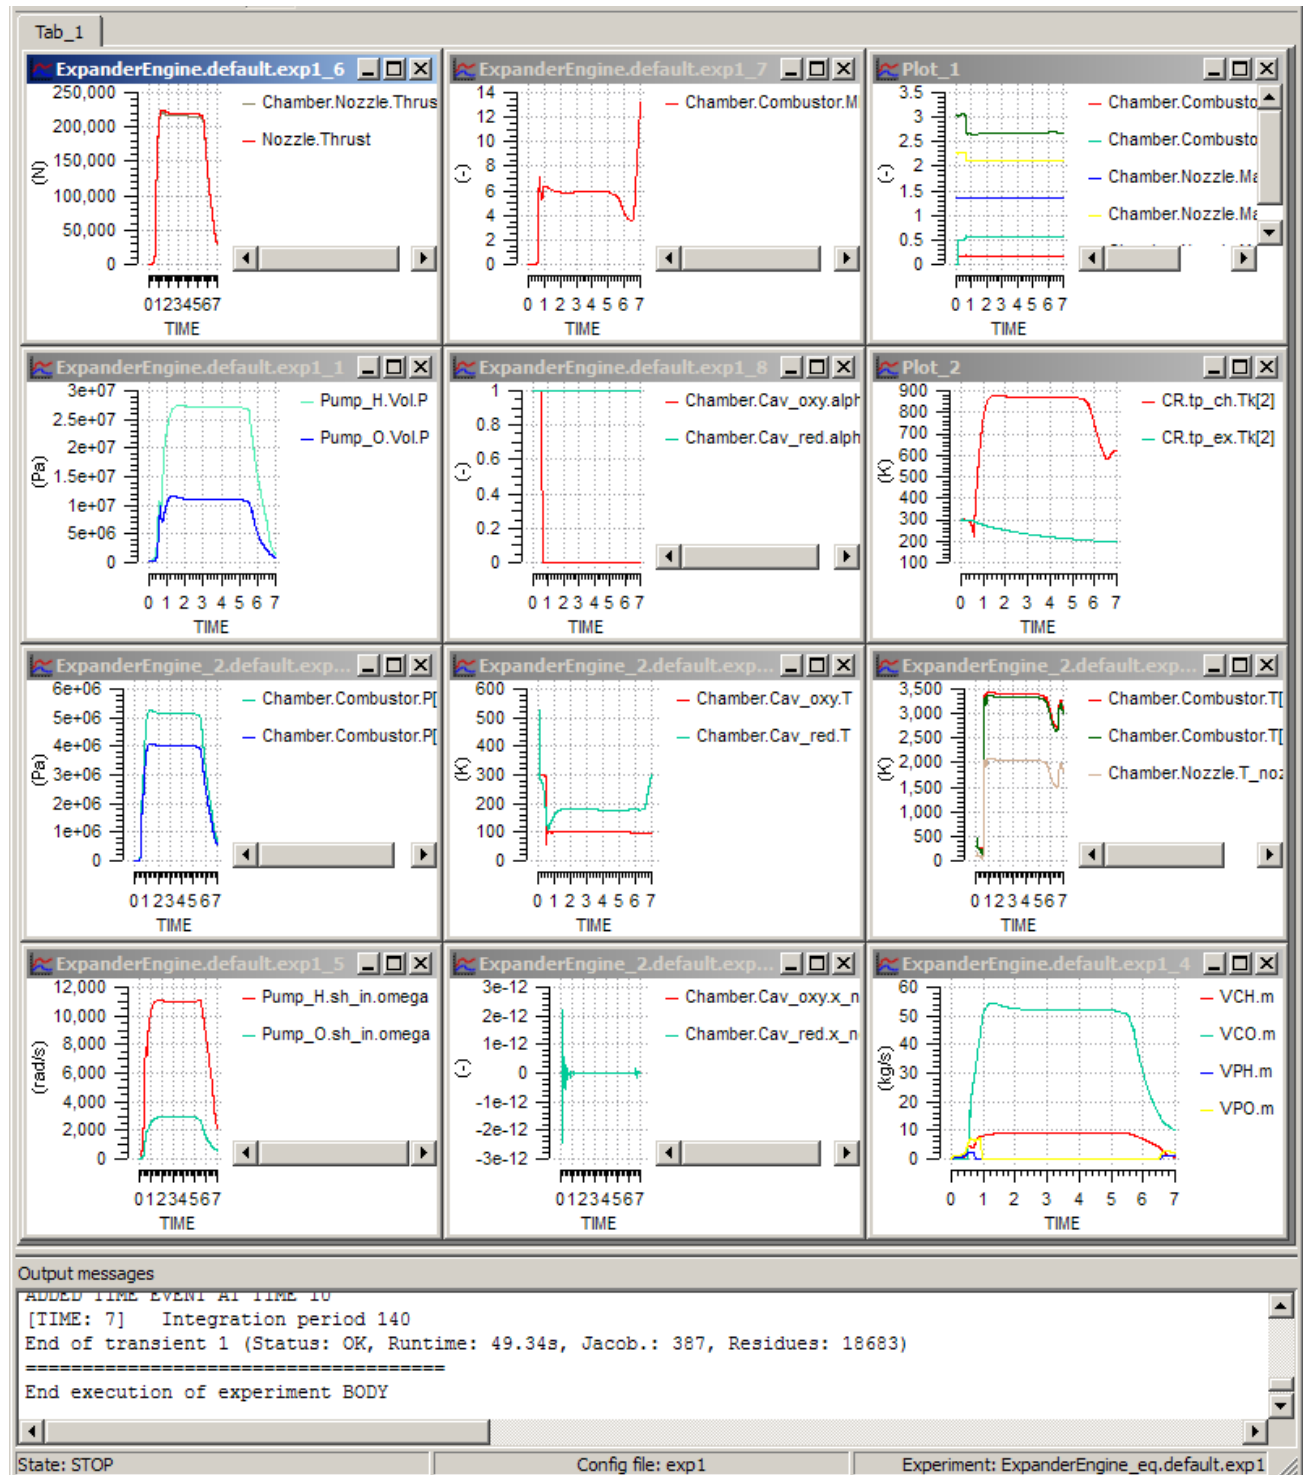 Tab_1
ExpanderEngine.default.exp1_6
250,000
200,000
150,000
100,000
50,000
0
(N)
01234567
TIME
Chamber.Nozzle.Thrus
Nozzle.Thrust
ExpanderEngine.default.exp1_7
14
12
10
8
6
4
2
0
(-)
0 1 2 3 4 5 6 7
TIME
Chamber.Combustor.M
Plot_1
3.5
3
2.5
2
1.5
1
0.5
0
(-)
0 1 2 3 4 5 6 7
TIME
Chamber.Combusto
Chamber.Combusto
Chamber.Nozzle.Ma
Chamber.Nozzle.Ma
ExpanderEngine.default.exp1_1
3e+07
2.5e+07
2e+07
1.5e+07
1e+07
5e+06
0
(Pa)
0 1 2 3 4 5 6 7
TIME
Pump_H.Vol.P
Pump_O.Vol.P
ExpanderEngine.default.exp1_8
1
0.8
0.6
0.4
0.2
0
(-)
0 1 2 3 4 5 6 7
TIME
Chamber.Cav_oxy.alph
Chamber.Cav_red.alph
Plot_2
900
800
700
600
500
400
300
200
100
(K)
0 1 2 3 4 5 6 7
TIME
CR.tp_ch.Tk[2]
CR.tp_ex.Tk[2]
ExpanderEngine_2.default.exp...
6e+06
5e+06
4e+06
3e+06
2e+06
1e+06
0
(Pa)
01234567
TIME
Chamber.Combustor.P[
Chamber.Combustor.P[
ExpanderEngine_2.default.exp...
600
500
400
300
200
100
0
(K)
0 1 2 3 4 5 6 7
TIME
Chamber.Cav_oxy.T
Chamber.Cav_red.T
ExpanderEngine_2.default.exp...
3,500
3,000
2,500
2,000
1,500
1,000
500
0
(K)
01234567
TIME
Chamber.Combustor.T[
Chamber.Combustor.T[
Chamber.Nozzle.T_noz
ExpanderEngine.default.exp1_5
12,000
10,000
8,000
6,000
4,000
2,000
0
(rad/s)
01234567
TIME
Pump_H.sh_in.omega
Pump_O.sh_in.omega
ExpanderEngine_2.default.exp...
3e-12
2e-12
1e-12
0
-1e-12
-2e-12
-3e-12
(-)
01234567
TIME
Chamber.Cav_oxy.x_n
Chamber.Cav_red.x_n
ExpanderEngine.default.exp1_4
60
50
40
30
20
10
0
(kg/s)
0 1 2 3 4 5 6 7
TIME
VCH.m
VCO.m
VPH.m
VPO.m
Output messages
ADDED TIME EVENT AT TIME 10
[TIME: 7] Integration period 140
End of transient 1 (Status: OK, Runtime: 49.34s, Jacob.: 387, Residues: 18683)
=====================================
End execution of experiment BODY
State: STOP
Config file: exp1
Experiment: ExpanderEngine_eq.default.exp1